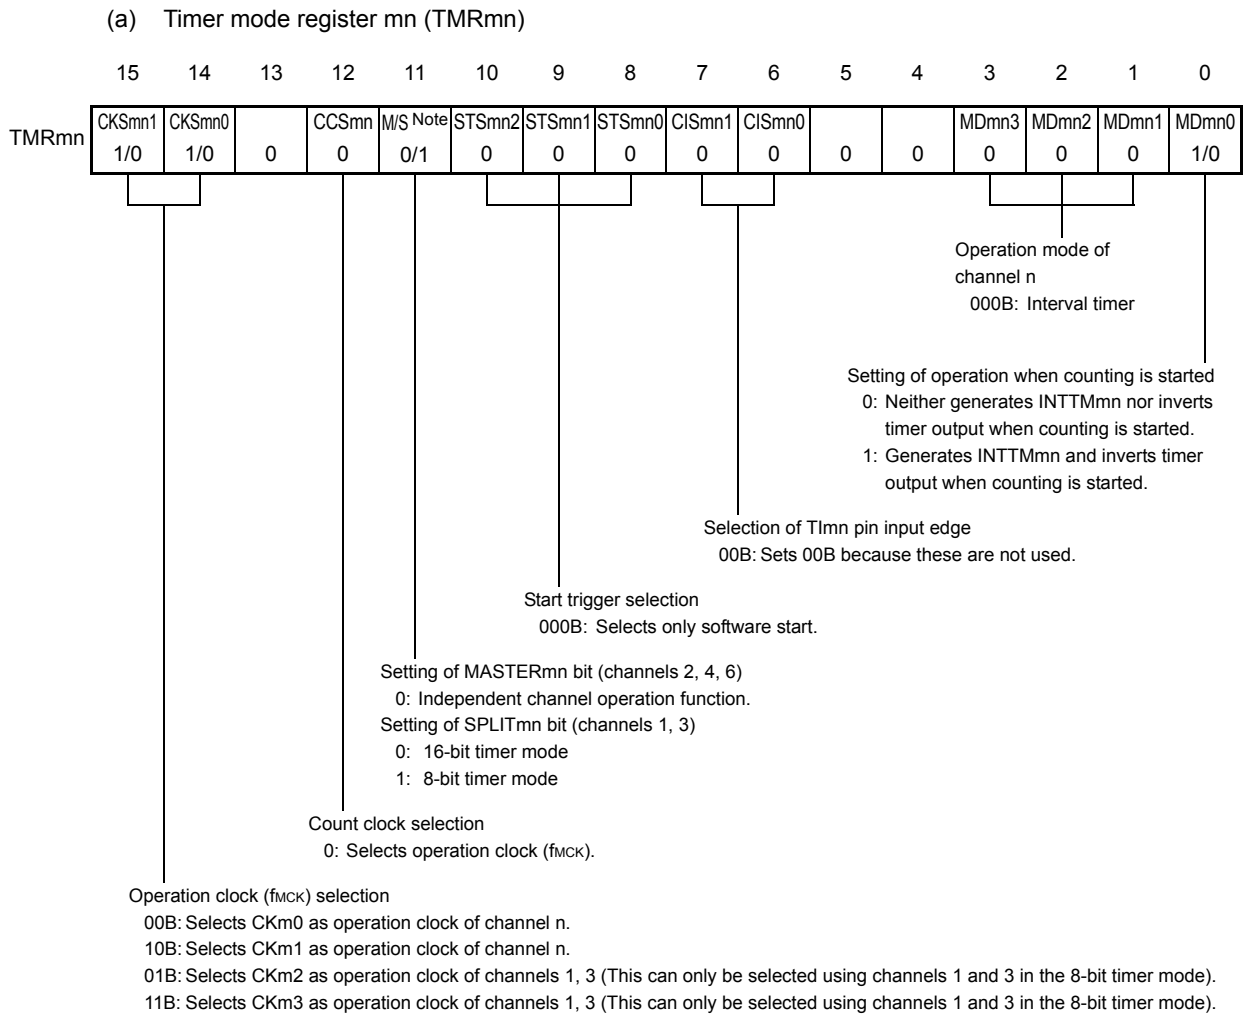 (a) Timer mode register mn (TMRmn)
15 14 13 12 11 10 9 8 7 6 5 4 3 2 1 0
TMRmn
CKSmn1 CKSmn0 CCSmn M/S Note STSmn2 STSmn1 STSmn0 CISmn1 CISmn0 MDmn3 MDmn2 MDmn1 MDmn0
1/0 1/0 0 0 0/1 0 0 0 0 0 0 0 0 0 0 1/0
Operation mode of
channel n
000B: Interval timer
Setting of operation when counting is started
0: Neither generates INTTMmn nor inverts
timer output when counting is started.
1: Generates INTTMmn and inverts timer
output when counting is started.
Selection of TImn pin input edge
00B: Sets 00B because these are not used.
Start trigger selection
000B: Selects only software start.
Setting of MASTERmn bit (channels 2, 4, 6)
0: Independent channel operation function.
Setting of SPLITmn bit (channels 1, 3)
0: 16-bit timer mode
1: 8-bit timer mode
Count clock selection
0: Selects operation clock (fMCK).
Operation clock (fMCK) selection
00B: Selects CKm0 as operation clock of channel n.
10B: Selects CKm1 as operation clock of channel n.
01B: Selects CKm2 as operation clock of channels 1, 3 (This can only be selected using channels 1 and 3 in the 8-bit timer mode).
11B: Selects CKm3 as operation clock of channels 1, 3 (This can only be selected using channels 1 and 3 in the 8-bit timer mode).